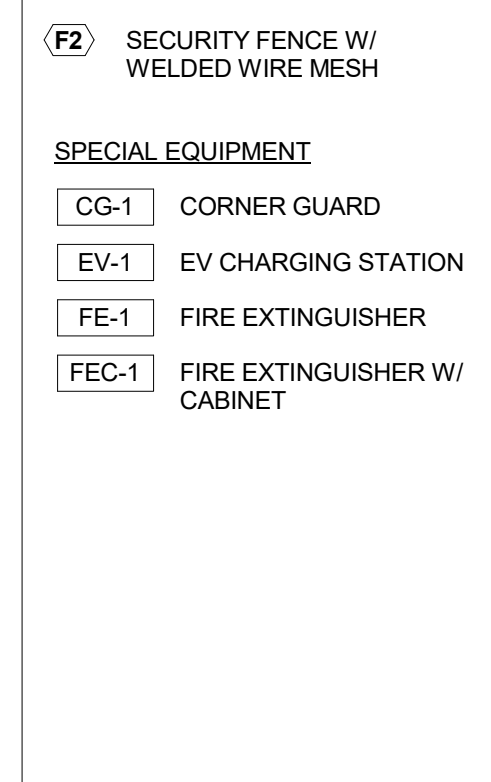 F2 SECURITY FENCE W/
WELDED WIRE MESH
SPECIAL EQUIPMENT
CG-1 CORNER GUARD
EV-1 EV CHARGING STATION
FE-1 FIRE EXTINGUISHER
FEC-1 FIRE EXTINGUISHER W/
CABINET